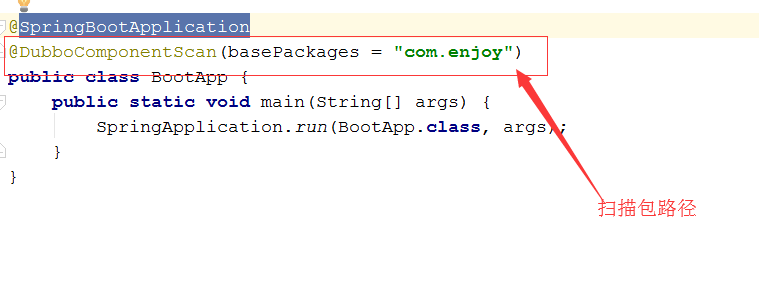 @SpringBootApplication
@DubboComponentScan(basePackages = "com.enjoy")
public class BootApp {
    public static void main(String[] args) {
        SpringApplication.run(BootApp.class, args);
    }
}
扫描包路径